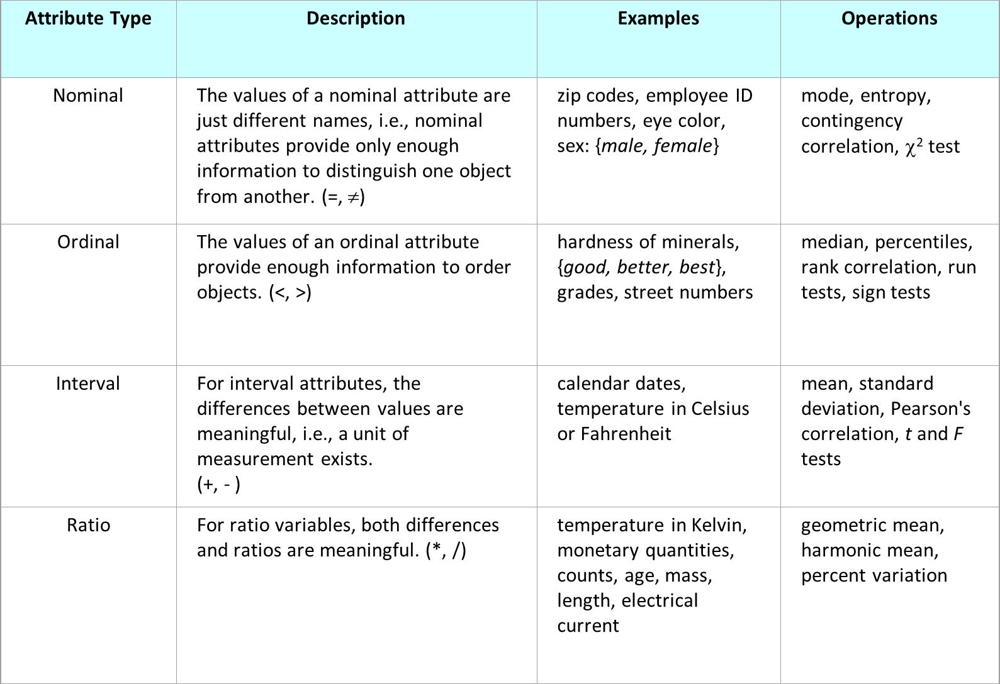 Attribute Type
Description
Examples
Operations
Nominal
The values of a nominal attribute are
just different names, i.e., nominal
attributes provide only enough
information to distinguish one object
from another. (=, ≠)
zip codes, employee ID
numbers, eye color,
sex: {male, female}
mode, entropy,
contingency
correlation, χ² test
Ordinal
The values of an ordinal attribute
provide enough information to order
objects. (<, >)
hardness of minerals,
{good, better, best},
grades, street numbers
median, percentiles,
rank correlation, run
tests, sign tests
Interval
For interval attributes, the
differences between values are
meaningful, i.e., a unit of
measurement exists.
(+, - )
calendar dates,
temperature in Celsius
or Fahrenheit
mean, standard
deviation, Pearson's
correlation, t and F
tests
Ratio
For ratio variables, both differences
and ratios are meaningful. (*, /)
temperature in Kelvin,
monetary quantities,
counts, age, mass,
length, electrical
current
geometric mean,
harmonic mean,
percent variation